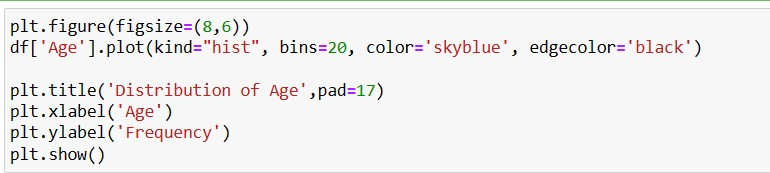 plt.figure(figsize=(8,6))
df['Age'].plot(kind="hist", bins=20, color='skyblue', edgecolor='black')
plt.title('Distribution of Age',pad=17)
plt.xlabel('Age')
plt.ylabel('Frequency')
plt.show()